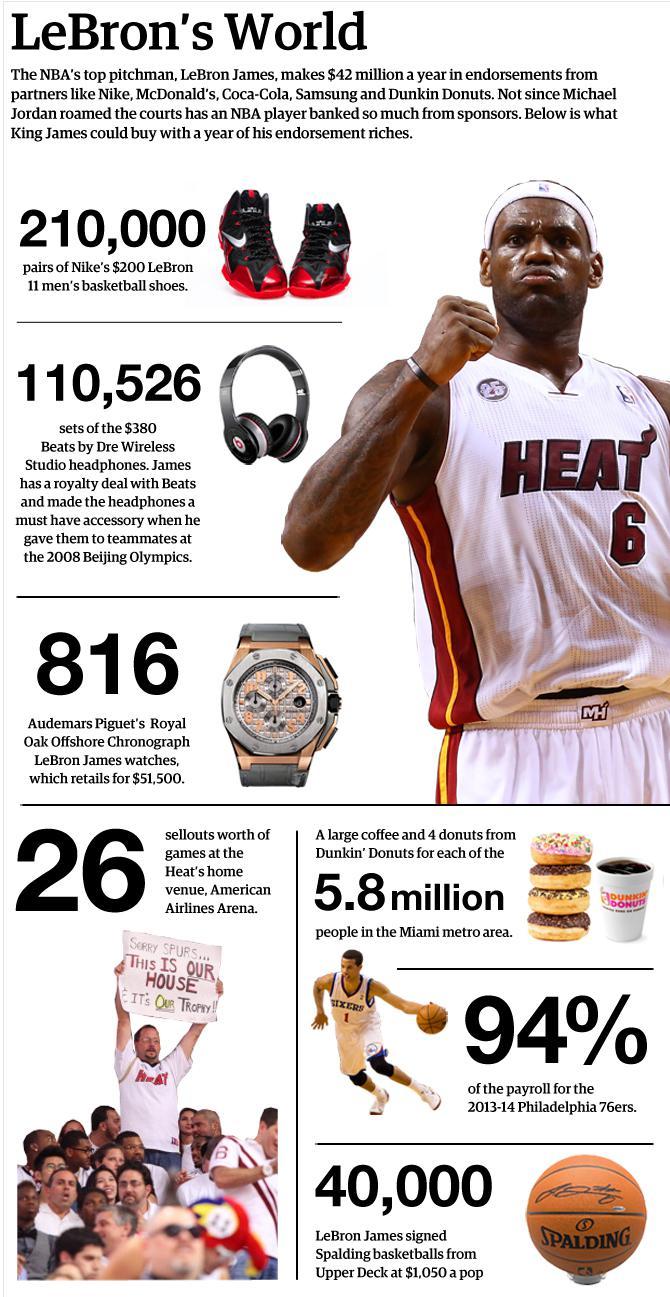 LeBron's World
The NBA's top pitchman, LeBron James, makes $42 million a year in endorsements from
partners like Nike, McDonald's, Coca-Cola, Samsung and Dunkin Donuts. Not since Michael
Jordan roamed the courts has an NBA player banked so much from sponsors. Below is what
King James could buy with a year of his endorsement riches.
210,000
pairs of Nike's $200 LeBron
11 men's basketball shoes.
110,526
sets of the $380
Beats by Dre Wireless
Studio headphones. James
has a royalty deal with Beats
and made the headphones a
must have accessory when he
gave them to teammates at
the 2008 Beijing Olympics.
HEAT
6
816
Audemars Piguet's Royal
Oak Offshore Chronograph
LeBron James watches,
which retails for $51,500.
MH
26
sellouts worth of
games at the
Heat's home
venue, American
Airlines Arena.
SORRY SPURS...
THIS IS OUR
HOUSE
& IT'S OUR TROPHY!!
HEAT
A large coffee and 4 donuts from
Dunkin' Donuts for each of the
5.8 million
people in the Miami metro area.
DUNKIN'
DONUTS
SIXERS
1
94%
of the payroll for the
2013-14 Philadelphia 76ers.
40,000
LeBron James signed
Spalding basketballs from
Upper Deck at $1,050 a pop
SPALDING